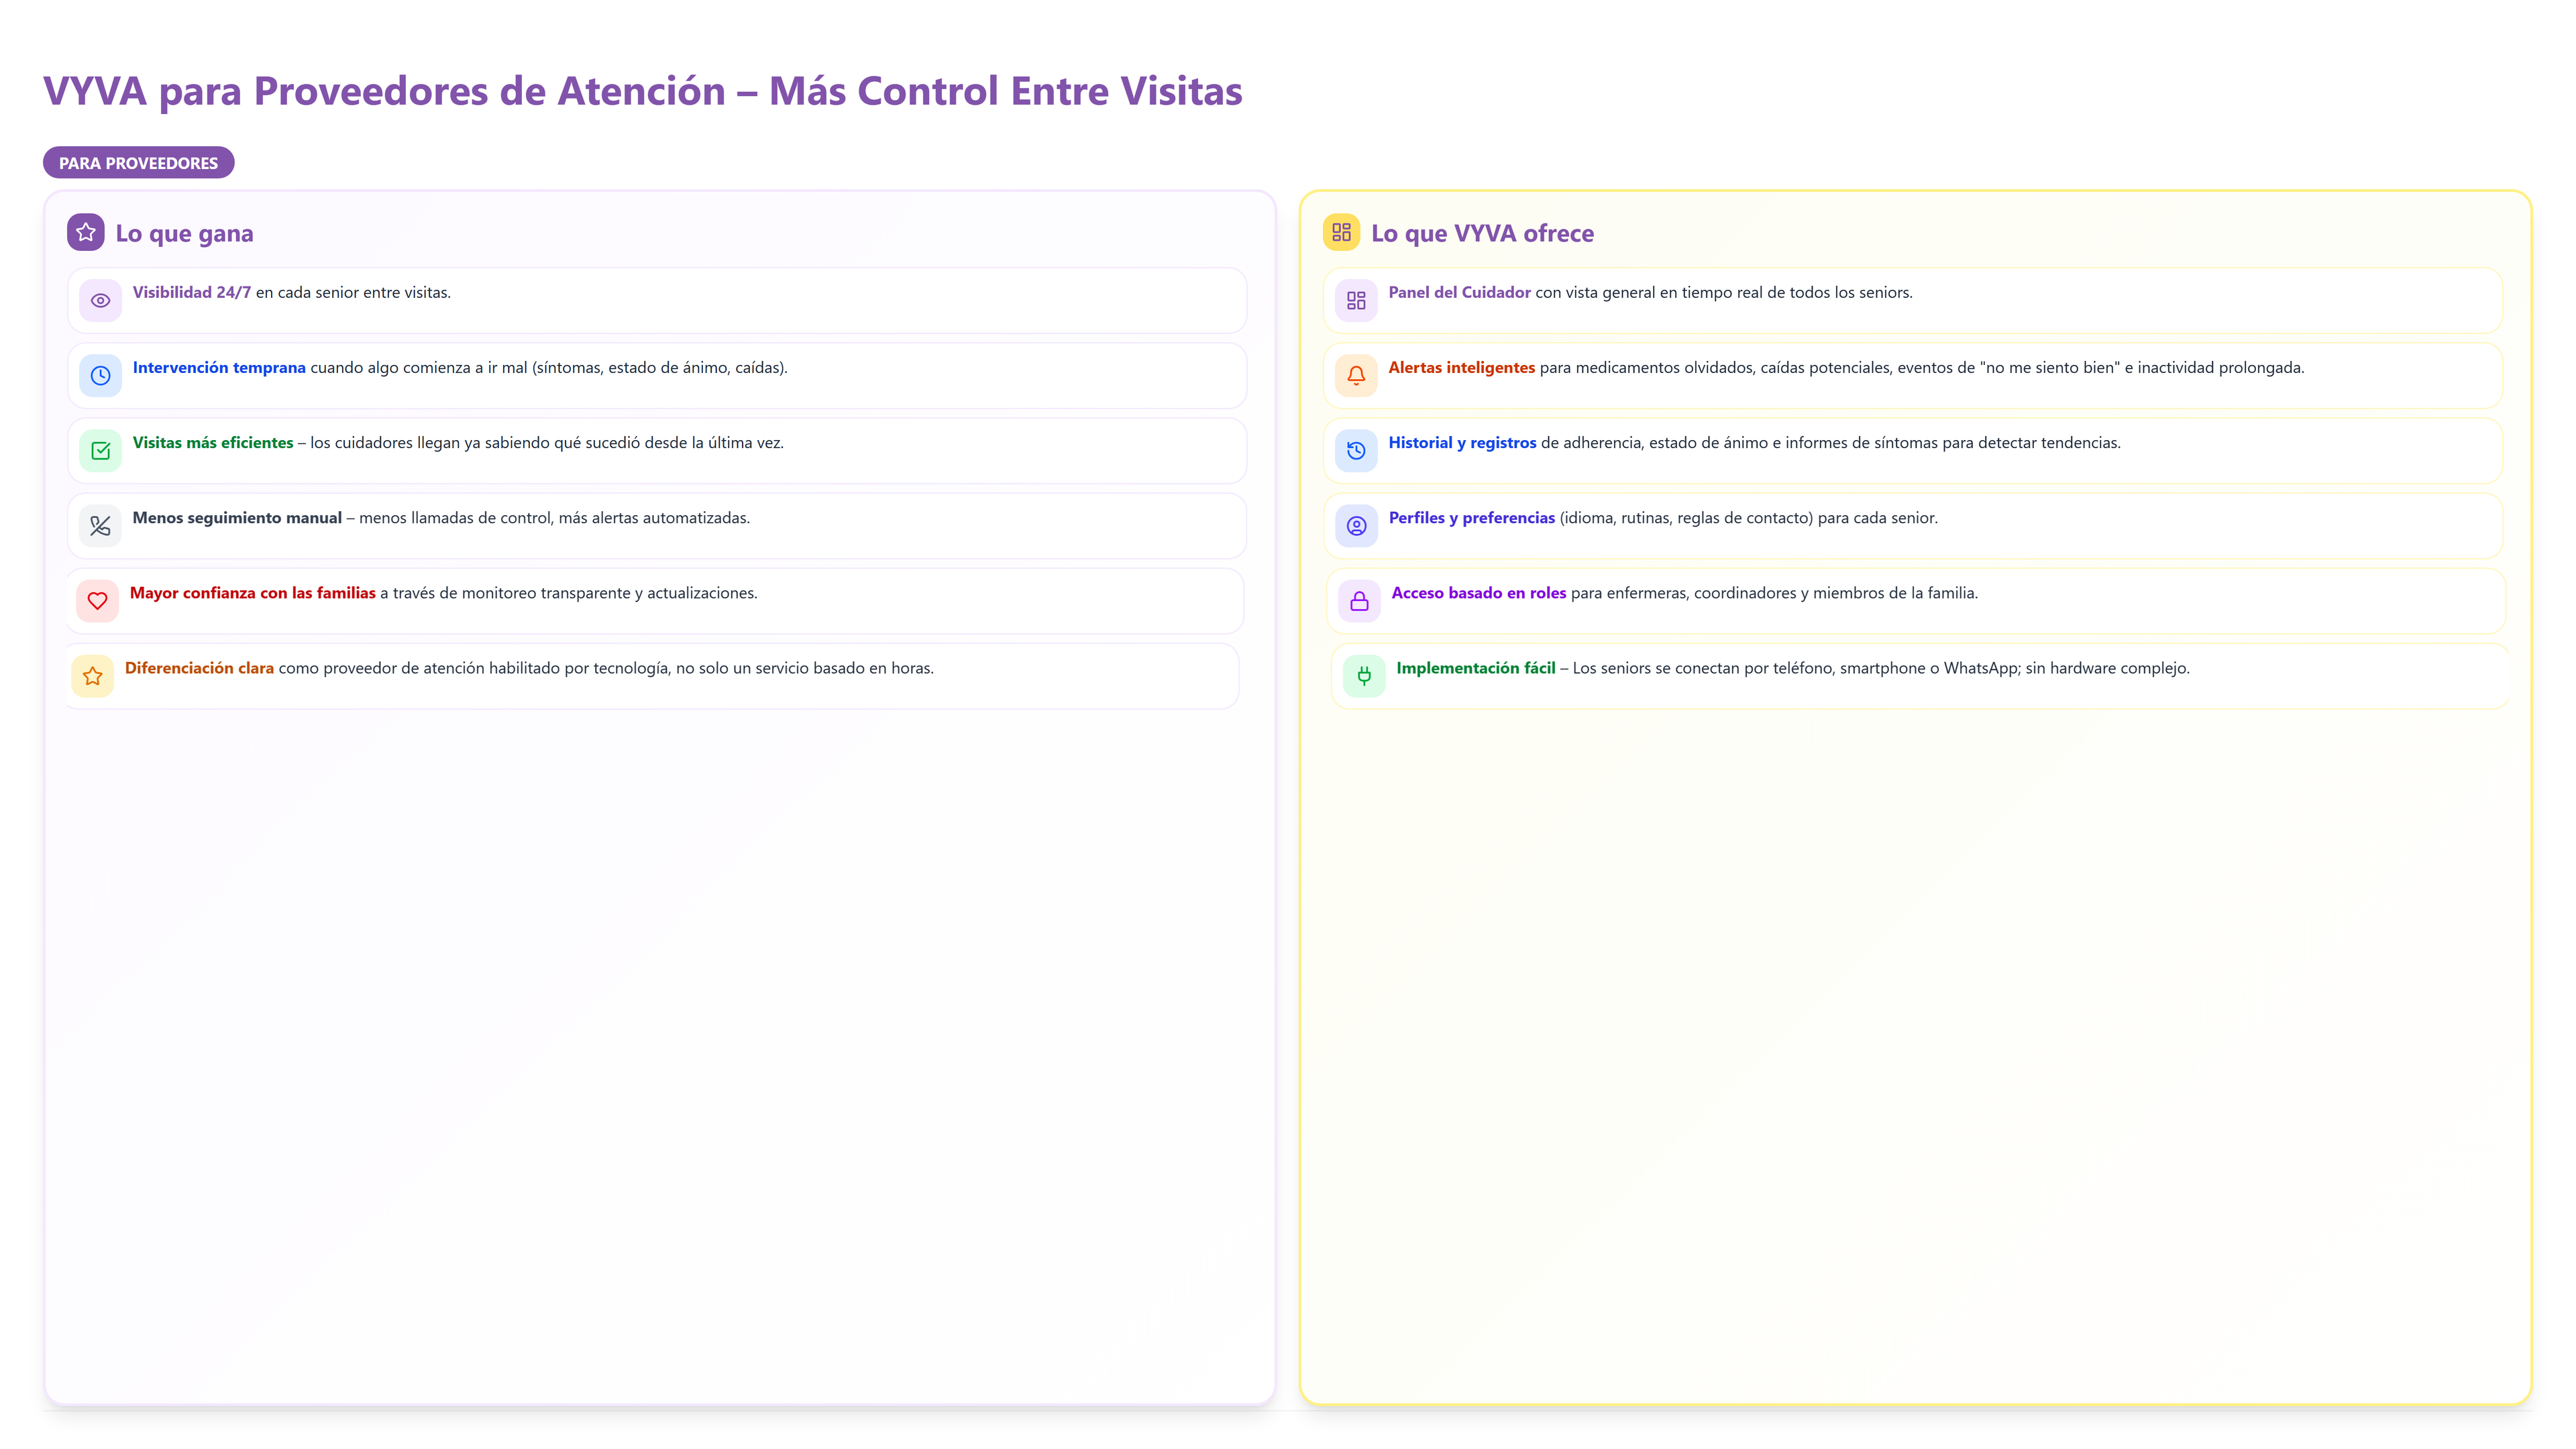 VYVA para Proveedores de Atención – Más Control Entre Visitas
PARA PROVEEDORES
Lo que gana
Visibilidad 24/7 en cada senior entre visitas.
Intervención temprana cuando algo comienza a ir mal (síntomas, estado de ánimo, caídas).
Visitas más eficientes – los cuidadores llegan ya sabiendo qué sucedió desde la última vez.
Menos seguimiento manual – menos llamadas de control, más alertas automatizadas.
Mayor confianza con las familias a través de monitoreo transparente y actualizaciones.
Diferenciación clara como proveedor de atención habilitado por tecnología, no solo un servicio basado en horas.
Lo que VYVA ofrece
Panel del Cuidador con vista general en tiempo real de todos los seniors.
Alertas inteligentes para medicamentos olvidados, caídas potenciales, eventos de "no me siento bien" e inactividad prolongada.
Historial y registros de adherencia, estado de ánimo e informes de síntomas para detectar tendencias.
Perfiles y preferencias (idioma, rutinas, reglas de contacto) para cada senior.
Acceso basado en roles para enfermeras, coordinadores y miembros de la familia.
Implementación fácil – Los seniors se conectan por teléfono, smartphone o WhatsApp; sin hardware complejo.